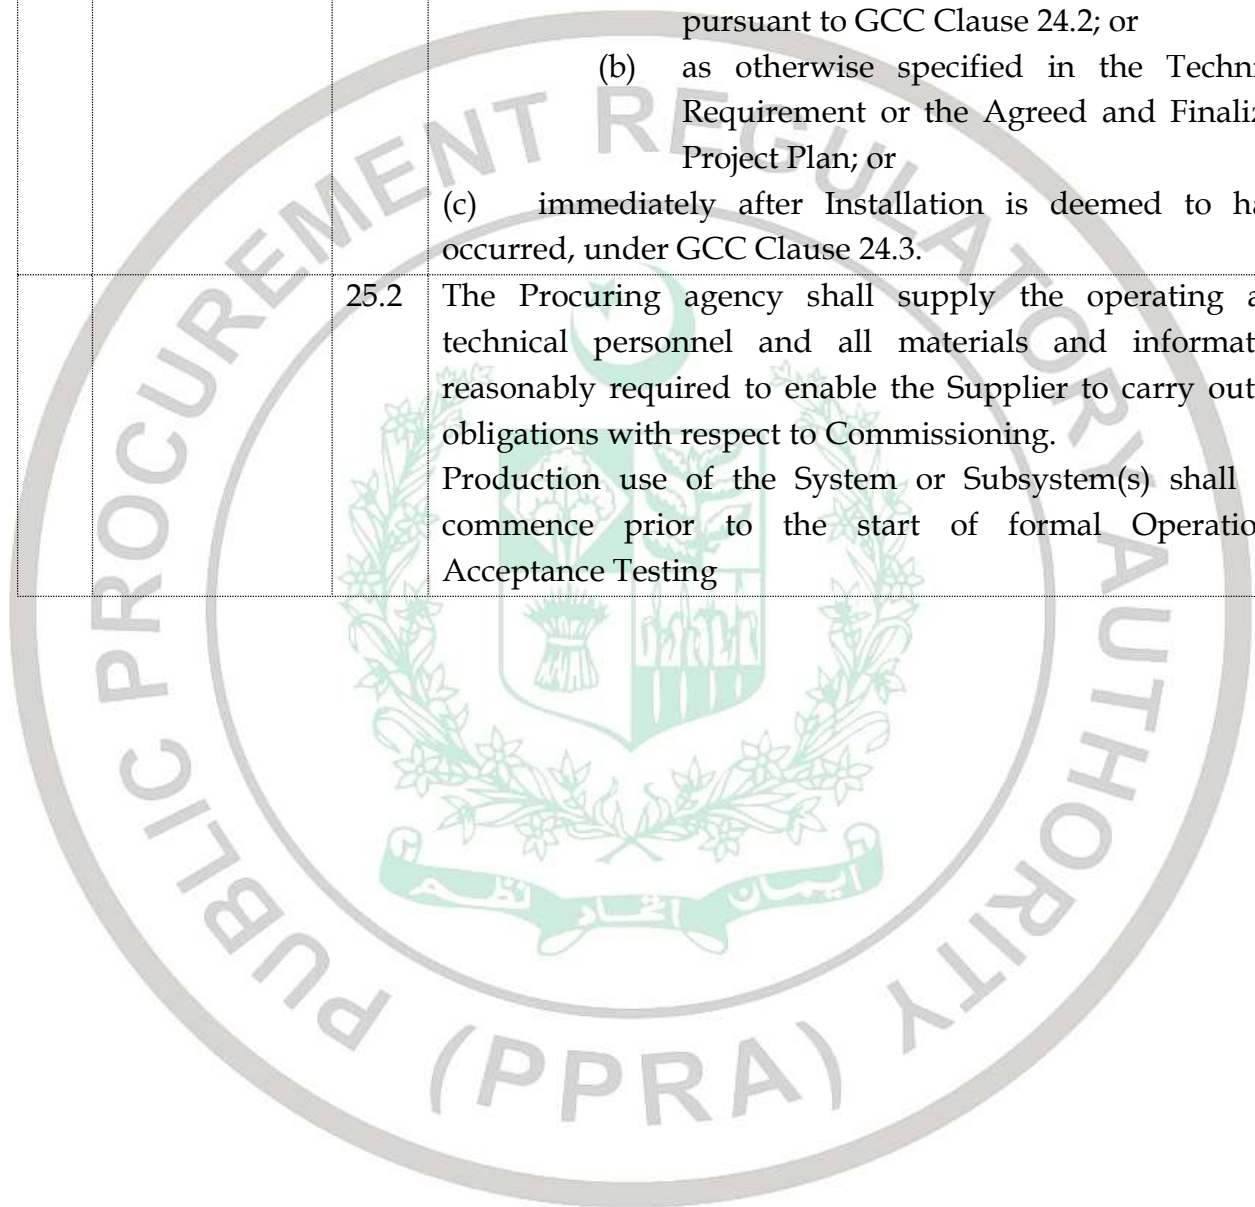 pursuant to GCC Clause 24.2; or
(b) as otherwise specified in the Techni
Requirement or the Agreed and Finaliz
Project Plan; or
(c) immediately after Installation is deemed to ha
occurred, under GCC Clause 24.3.
25.2 The Procuring agency shall supply the operating a
technical personnel and all materials and informat
reasonably required to enable the Supplier to carry out
obligations with respect to Commissioning.
Production use of the System or Subsystem(s) shall
commence prior to the start of formal Operatio
Acceptance Testing
PUBLIC PROCUREMENT REGULATORY AUTHORITY
(PPRA)
ایمان اتحاد نظم